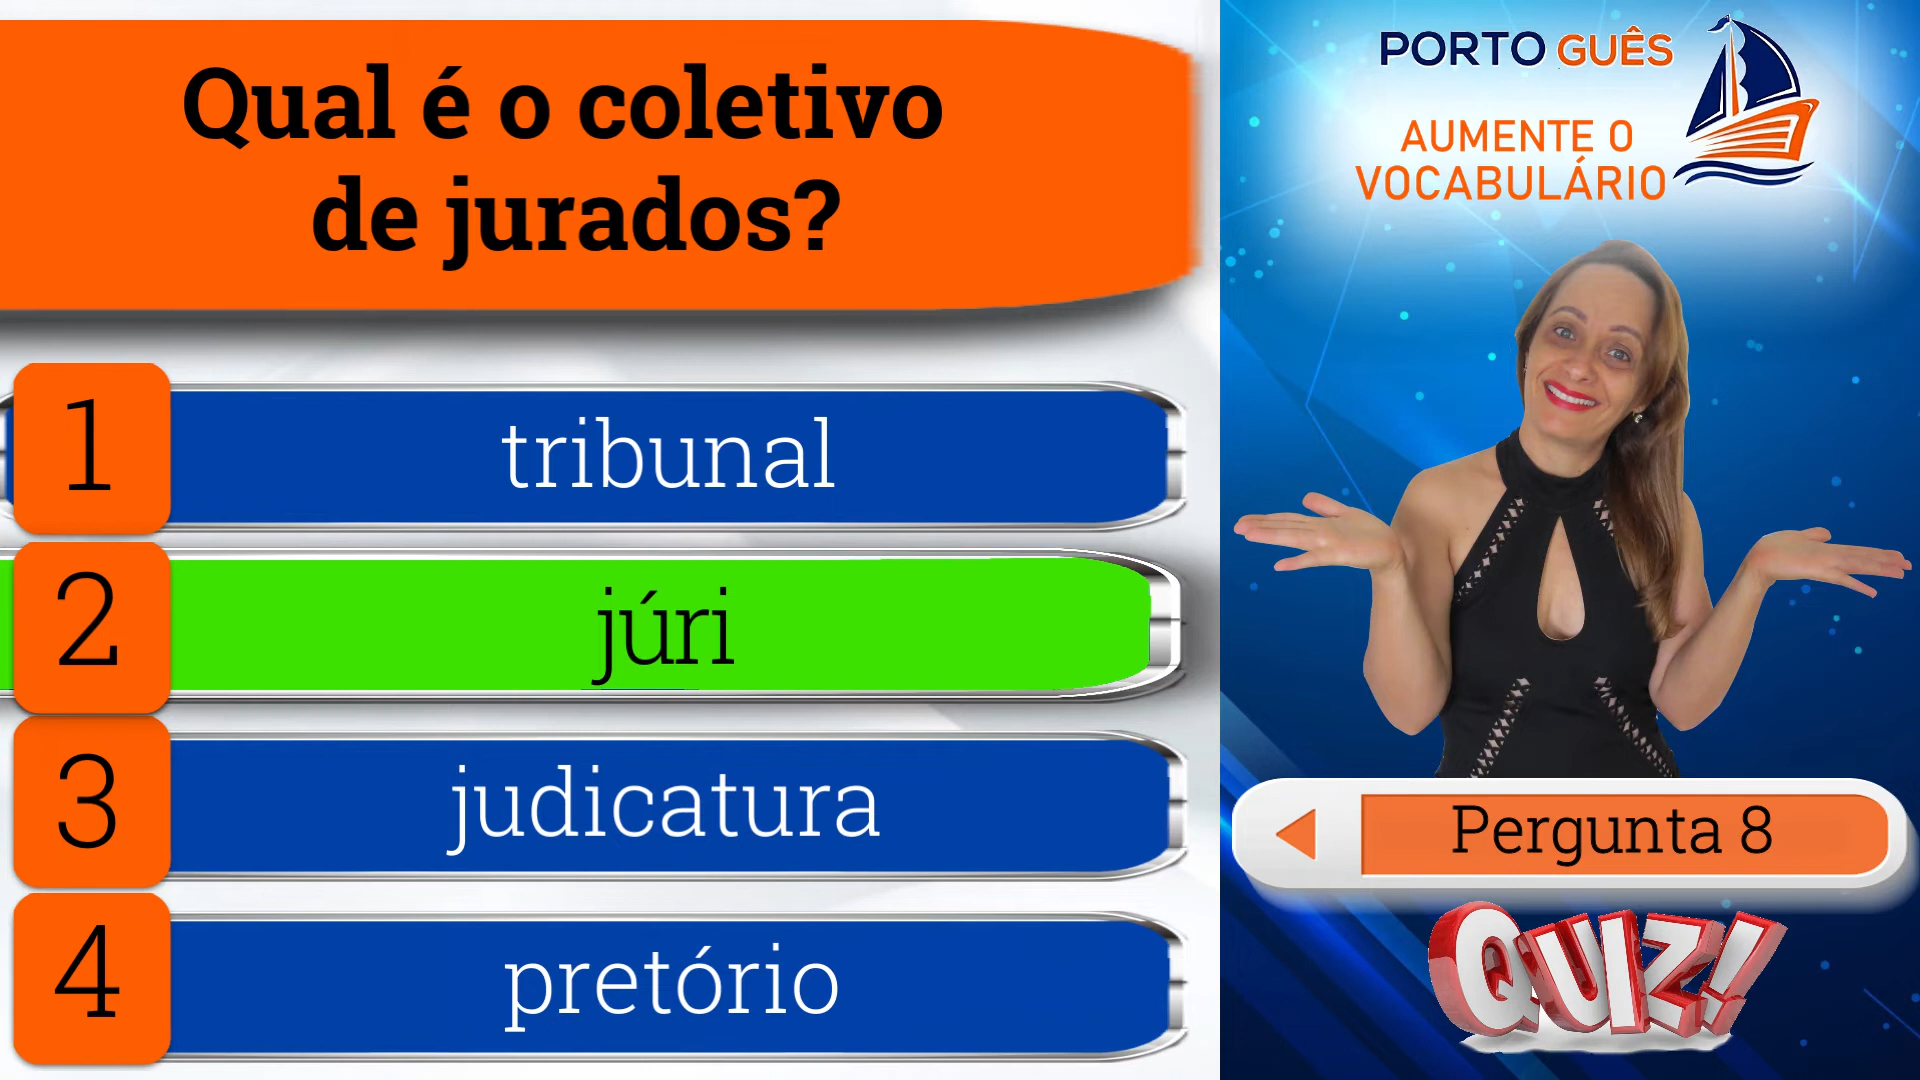 Qual é o coletivo
de jurados?
1
tribunal
2
júri
3
judicatura
4
pretório
PORTO GUÊS
AUMENTE O
VOCABULÁRIO
Pergunta 8
QUIZ!